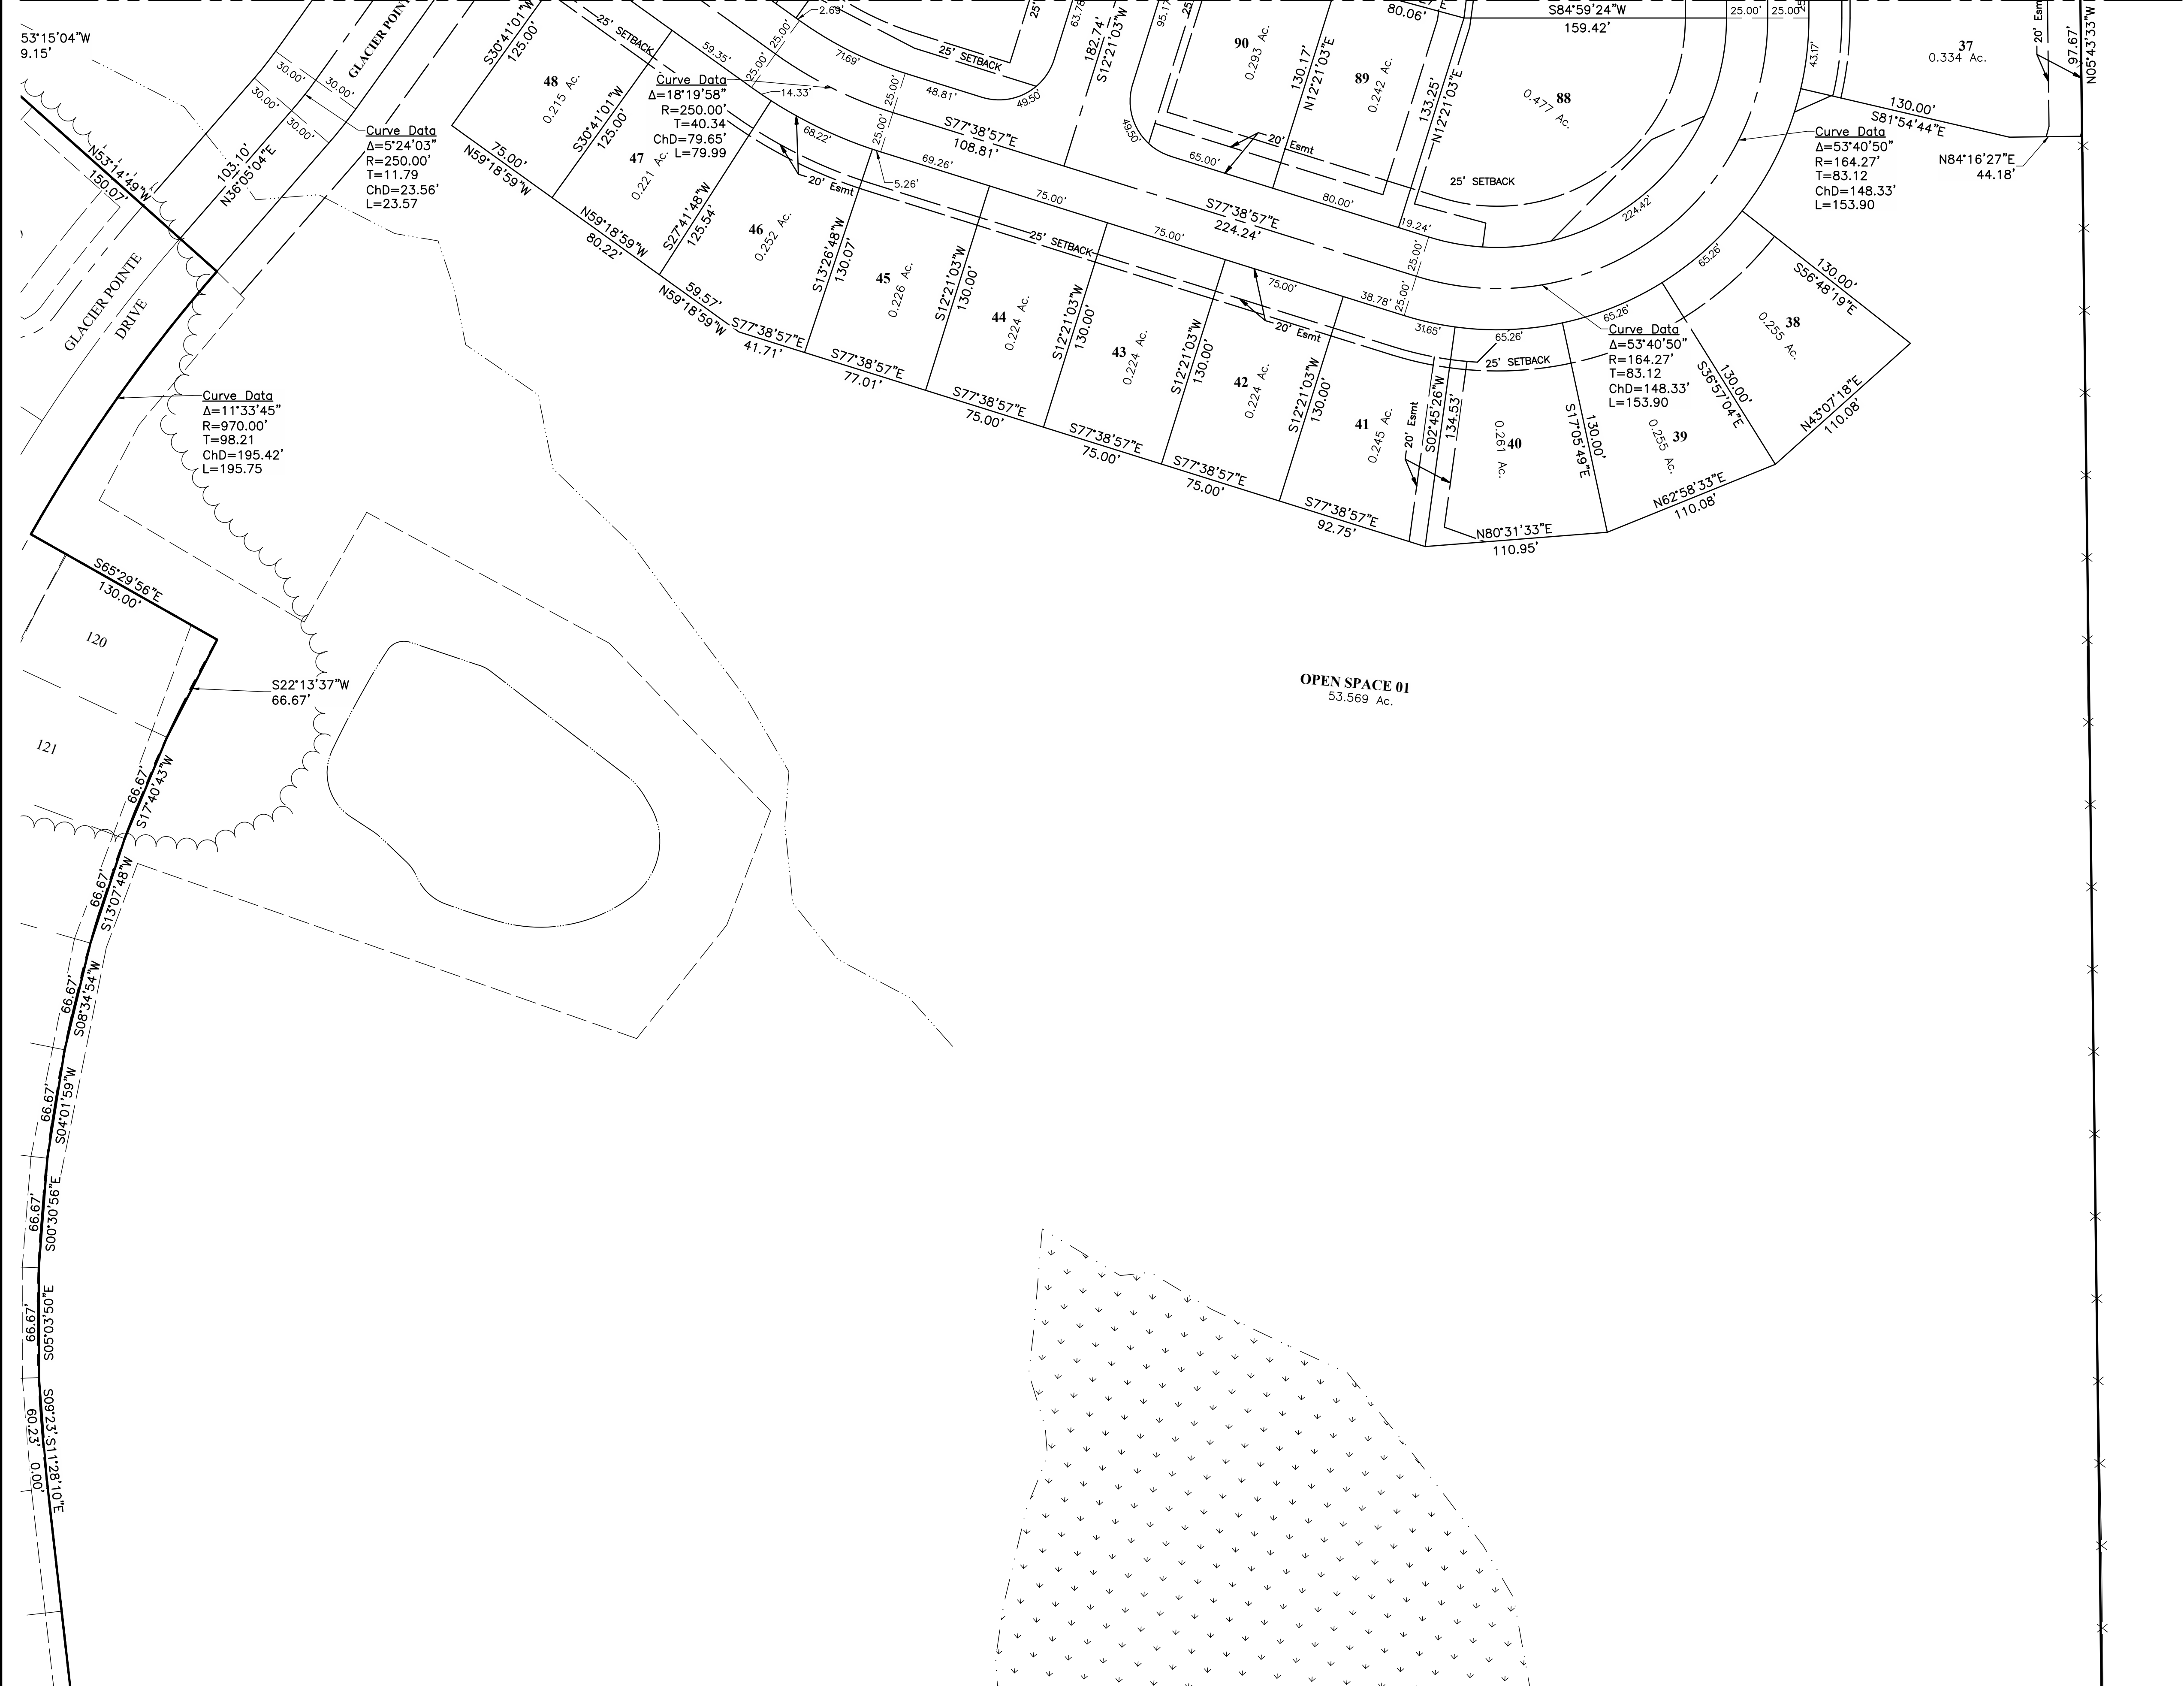 53°15'04"W
9.15'
30.00'
30.00'
30.00'
30.00'
GLACIER POINT
Curve Data
Δ=5°24'03"
R=250.00'
T=11.79
ChD=23.56'
L=23.57
N53°14'49"W
150.07'
103.10'
N36°05'04"E
GLACIER POINTE
DRIVE
Curve Data
Δ=11°33'45"
R=970.00'
T=98.21
ChD=195.42'
L=195.75
S65°29'56"E
130.00'
120
121
S22°13'37"W
66.67'
66.67'
S17°40'43"W
66.67'
S13°07'48"W
66.67'
S08°34'54"W
66.67'
S04°01'59"W
66.67'
S00°30'56"E
66.67'
S05°03'50"E
S09°23'
60.23'
S11°28'10"E
0.00'
S30°41'01"W
125.00'
25' SETBACK
48
0.215 Ac.
75.00'
N59°18'59"W
S30°41'01"W
125.00'
47
0.221 Ac.
N59°18'59"W
80.22'
Curve Data
Δ=18°19'58"
R=250.00'
T=40.34
ChD=79.65'
L=79.99
59.35'
25.00'
25.00'
2.69'
71.69'
14.33'
68.22'
25.00'
25.00'
25' SETBACK
48.81'
49.50'
25'
63.78
182.74'
S12°21'03"W
S77°38'57"E
108.81'
20' Esmt
5.26'
69.26'
S27°41'48"W
125.54'
46
0.252 Ac.
59.57'
N59°18'59"W
S77°38'57"E
41.71'
S13°26'48"W
130.07'
45
0.226 Ac.
S77°38'57"E
77.01'
S12°21'03"W
130.00'
75.00'
25' SETBACK
44
0.224 Ac.
S77°38'57"E
75.00'
S12°21'03"W
130.00'
75.00'
43
0.224 Ac.
S77°38'57"E
75.00'
S12°21'03"W
130.00'
75.00'
20' Esmt
42
0.224 Ac.
S77°38'57"E
75.00'
S12°21'03"W
130.00'
38.78'
31.65'
41
0.245 Ac.
20' Esmt
S77°38'57"E
92.75'
S02°45'26"W
134.53'
65.26'
25' SETBACK
40
0.261 Ac.
N80°31'33"E
110.95'
S17°05'49"E
130.00'
65.26'
39
0.255 Ac.
N62°58'33"E
110.08'
Curve Data
Δ=53°40'50"
R=164.27'
T=83.12
ChD=148.33'
L=153.90
S36°57'04"E
130.00'
65.26'
38
0.255 Ac.
N43°07'18"E
110.08'
130.00'
S56°48'19"E
95.17
25'
49.50'
90
0.293 Ac.
65.00'
20' Esmt
130.17'
N12°21'03"E
80.06'
89
0.242 Ac.
80.00'
S77°38'57"E
224.24'
133.25'
N12°21'03"E
19.24'
25.00'
25.00'
25' SETBACK
88
0.477 Ac.
224.42'
S84°59'24"W
159.42'
25.00'
25.00'
43.17'
Curve Data
Δ=53°40'50"
R=164.27'
T=83.12
ChD=148.33'
L=153.90
130.00'
S81°54'44"E
37
0.334 Ac.
20' Esmt
97.67'
N05°43'33"W
N84°16'27"E
44.18'
OPEN SPACE 01
53.569 Ac.